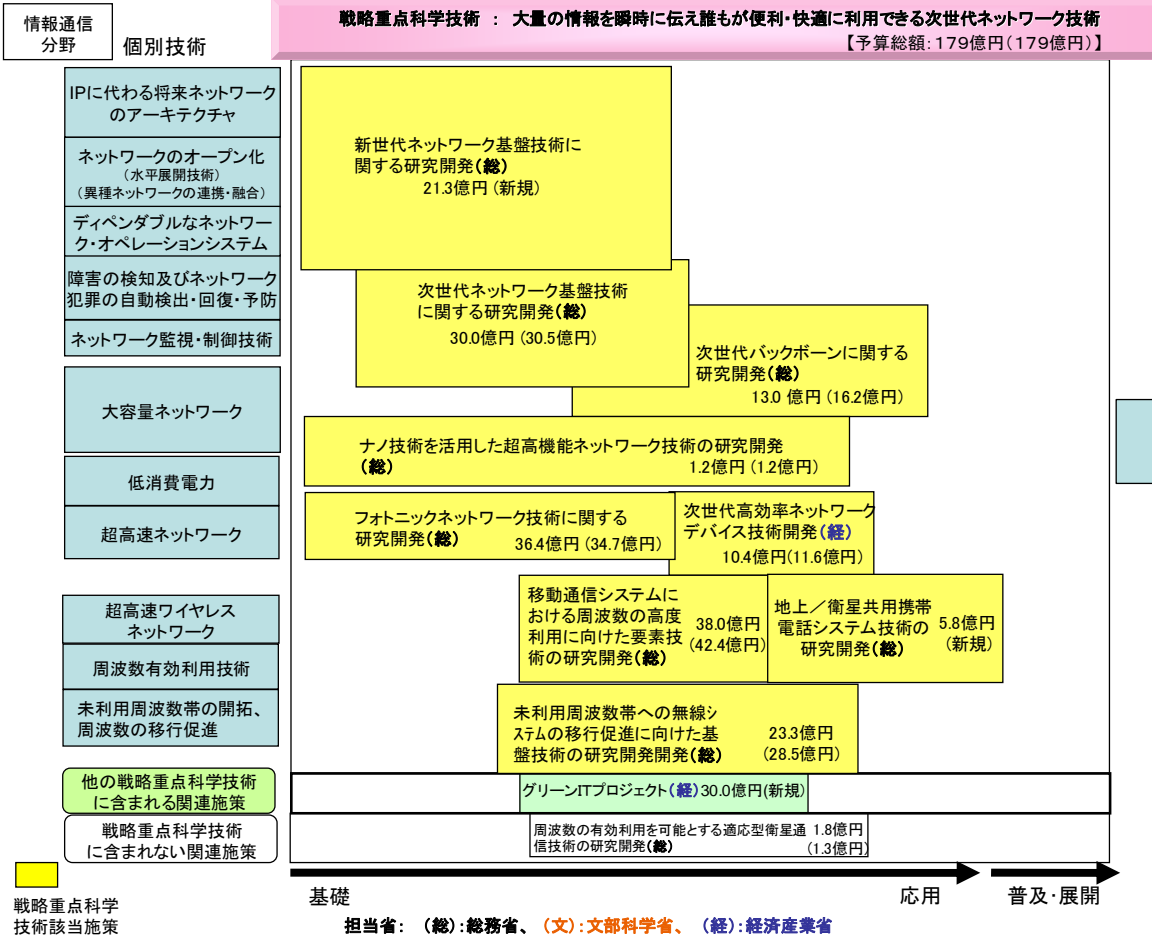 情報通信
分野
個別技術
戦略重点科学技術 : 大量の情報を瞬時に伝え誰もが便利・快適に利用できる次世代ネットワーク技術
【予算総額:179億円(179億円)】
IPに代わる将来ネットワーク
のアーキテクチャ
ネットワークのオープン化
(水平展開技術)
(異種ネットワークの連携・融合)
ディペンダブルなネットワー
ク・オペレーションシステム
障害の検知及びネットワーク
犯罪の自動検出・回復・予防
ネットワーク監視・制御技術
大容量ネットワーク
低消費電力
超高速ネットワーク
超高速ワイヤレス
ネットワーク
周波数有効利用技術
未利用周波数帯の開拓、
周波数の移行促進
他の戦略重点科学技術
に含まれる関連施策
戦略重点科学技術
に含まれない関連施策
新世代ネットワーク基盤技術に
関する研究開発(総)
21.3億円 (新規)
次世代ネットワーク基盤技術
に関する研究開発(総)
30.0億円 (30.5億円)
次世代バックボーンに関する
研究開発(総)
13.0 億円 (16.2億円)
ナノ技術を活用した超高機能ネットワーク技術の研究開発
(総) 1.2億円 (1.2億円)
フォトニックネットワーク技術に関する
研究開発(総) 36.4億円 (34.7億円)
次世代高効率ネットワーク
デバイス技術開発(経)
10.4億円(11.6億円)
移動通信システムに
おける周波数の高度
利用に向けた要素技
術の研究開発(総)
38.0億円
(42.4億円)
地上/衛星共用携帯
電話システム技術の
研究開発(総)
5.8億円
(新規)
未利用周波数帯への無線シ
ステムの移行促進に向けた基
盤技術の研究開発開発(総)
23.3億円
(28.5億円)
グリーンITプロジェクト(経) 30.0億円(新規)
周波数の有効利用を可能とする適応型衛星通
信技術の研究開発(総)
1.8億円
(1.3億円)
基礎
応用
普及・展開
戦略重点科学
技術該当施策
担当省: (総):総務省、 (文):文部科学省、 (経):経済産業省